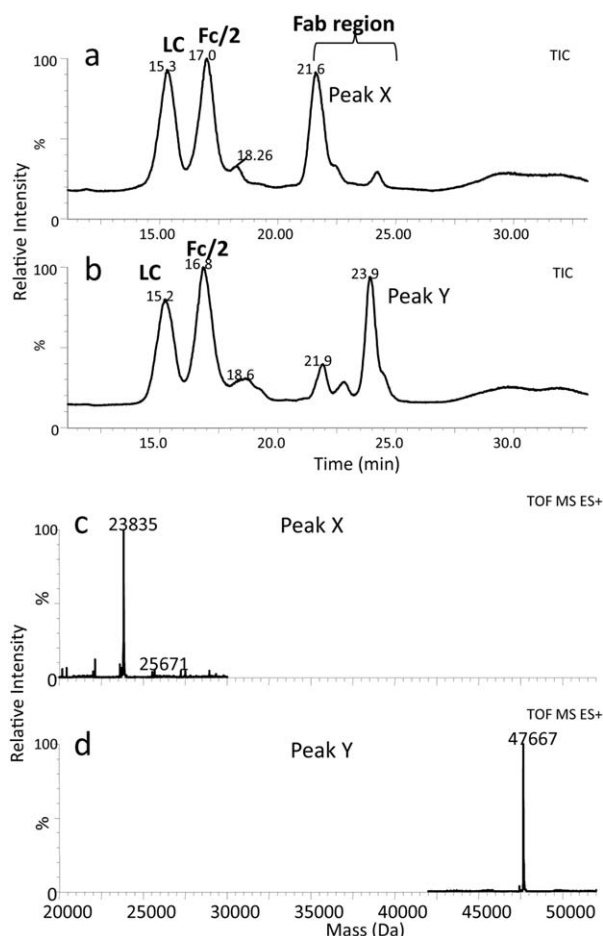 Fab region
a
LC
Fc/2
15.3
17.0
18.26
21.6
Peak X
TIC
100
%
0
15.00
20.00
25.00
30.00
b
LC
Fc/2
15.2
16.8
18.6
21.9
23.9
Peak Y
TIC
100
%
0
15.0
20.0
25.0
30.0
Time (min)
Relative Intensity
TOF MS ES+
c
23835
Peak X
100
%
25671
0
TOF MS ES+
d
Peak Y
47667
100
%
0
20000 25000 30000 35000 40000 45000 50000
Mass (Da)
Relative Intensity